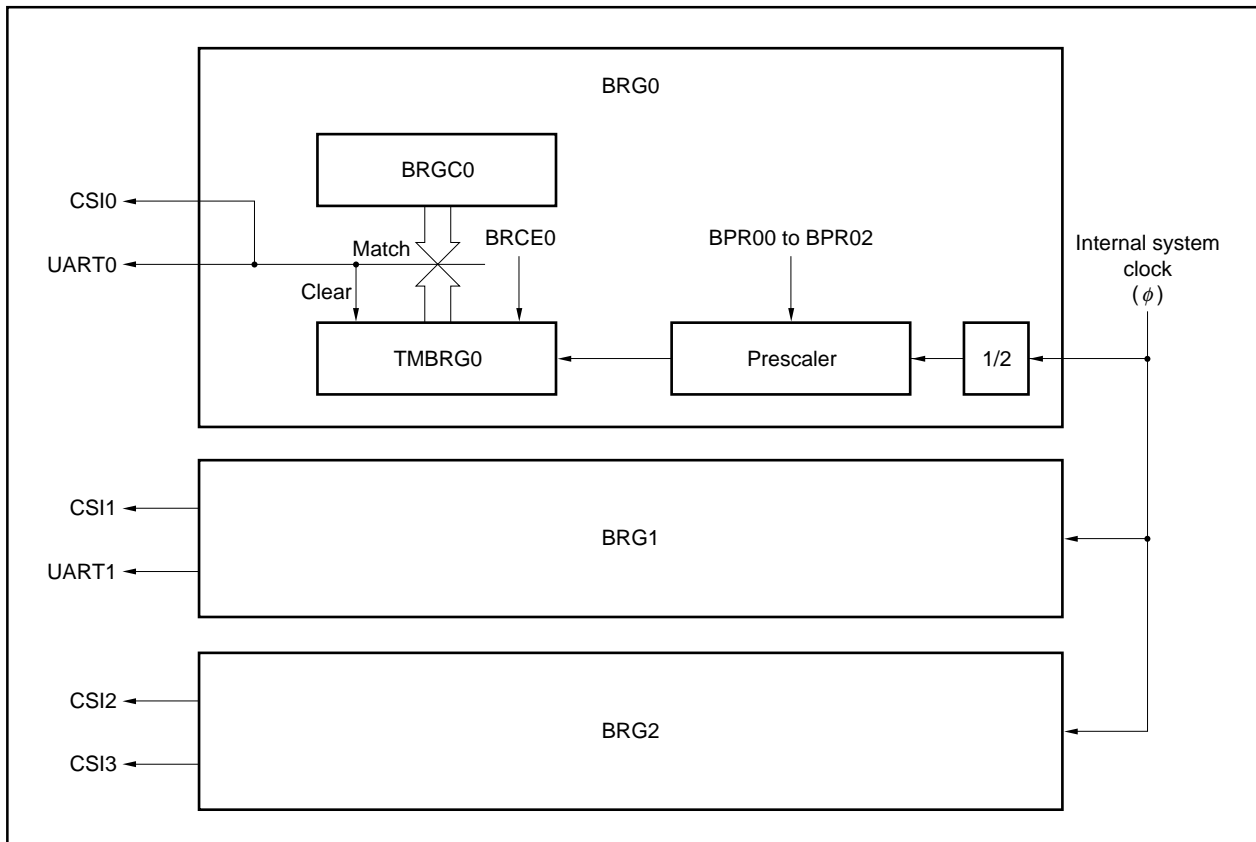 BRG0
BRGC0
CSI0
Match
BRCE0
BPR00 to BPR02
Internal system
clock
(ϕ)
UART0
Clear
TMBRG0
Prescaler
1/2
CSI1
BRG1
UART1
CSI2
BRG2
CSI3